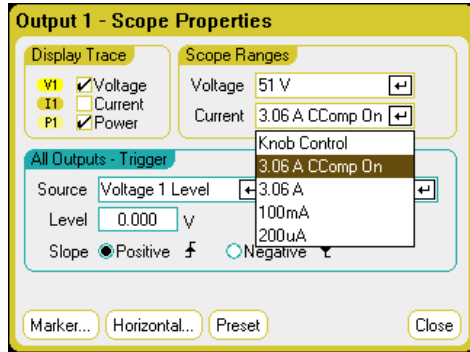 Output 1 - Scope Properties
Display Trace
V1 Voltage
I1 Current
P1 Power
Scope Ranges
Voltage 51 V
Current 3.06 A CComp On
Knob Control
3.06 A CComp On
3.06 A
100mA
200uA
All Outputs - Trigger
Source Voltage 1 Level
Level 0.000 V
Slope Positive Negative
Marker... Horizontal... Preset Close